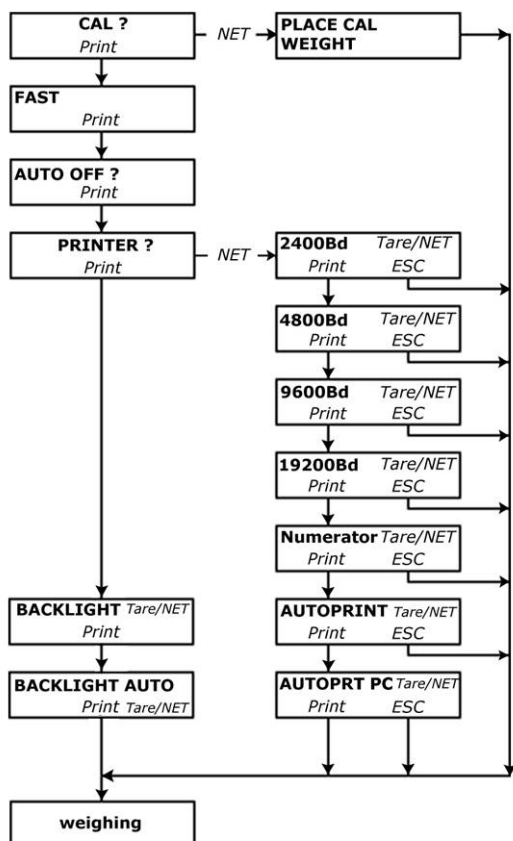 CAL ?
Print
NET
PLACE CAL
WEIGHT
FAST
Print
AUTO OFF ?
Print
PRINTER ?
Print
NET
2400Bd Tare/NET
Print ESC
4800Bd Tare/NET
Print ESC
9600Bd Tare/NET
Print ESC
19200Bd Tare/NET
Print ESC
Numerator Tare/NET
Print ESC
BACKLIGHT Tare/NET
Print
AUTOPRINT Tare/NET
Print ESC
BACKLIGHT AUTO
Print Tare/NET
AUTOPRT PC Tare/NET
Print ESC
weighing